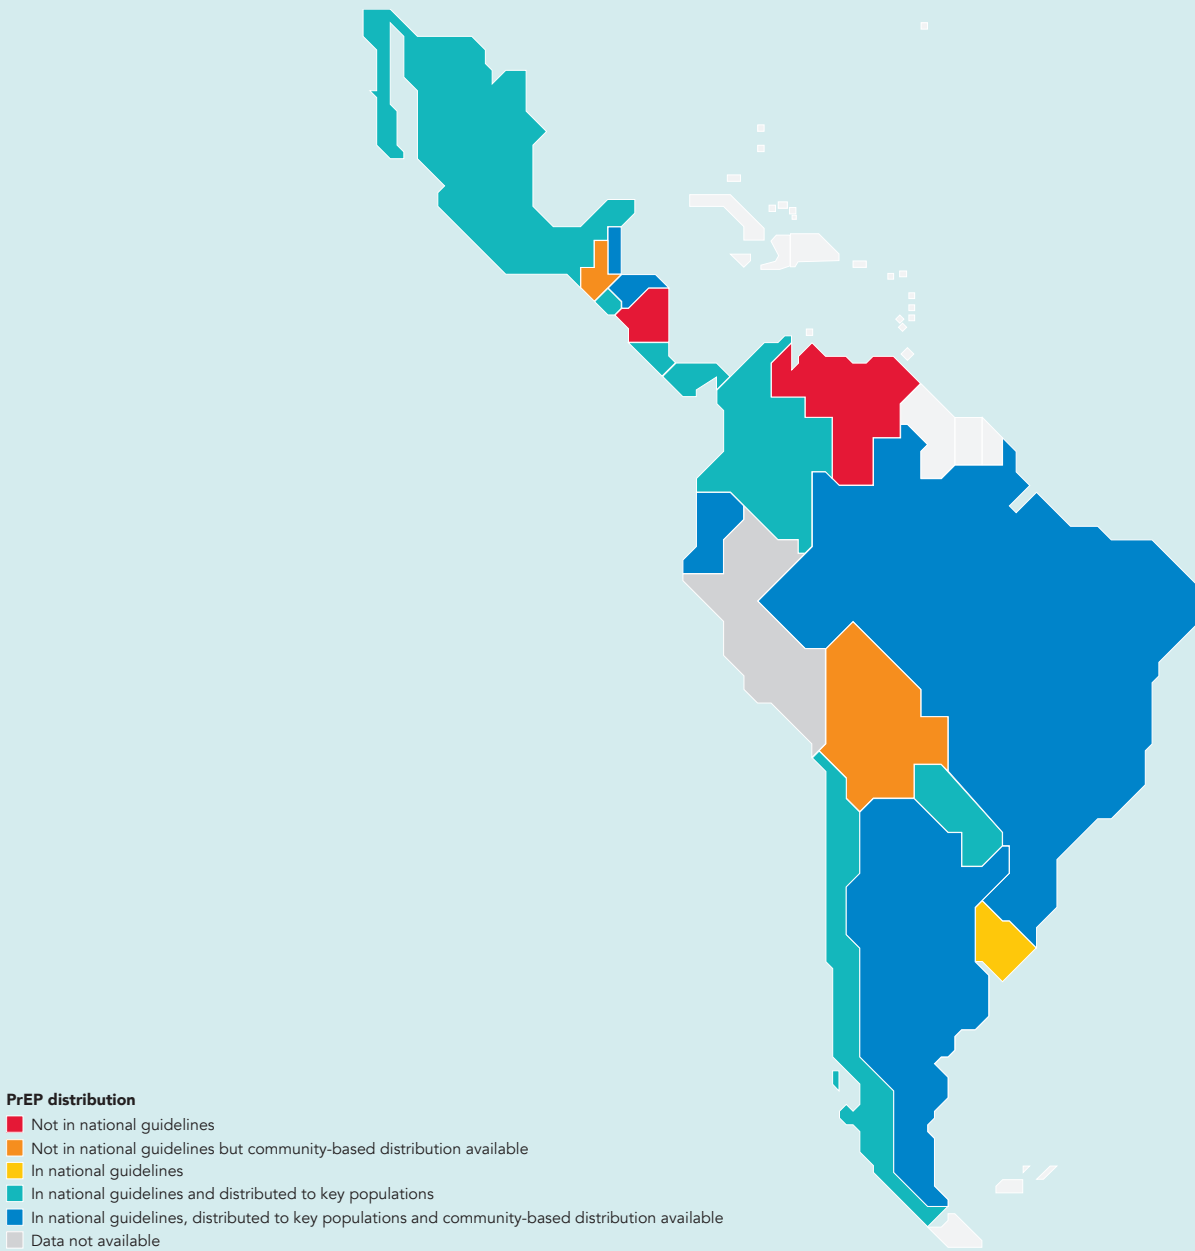 PrEP distribution
Not in national guidelines
Not in national guidelines but community-based distribution available
In national guidelines
In national guidelines and distributed to key populations
In national guidelines, distributed to key populations and community-based distribution available
Data not available